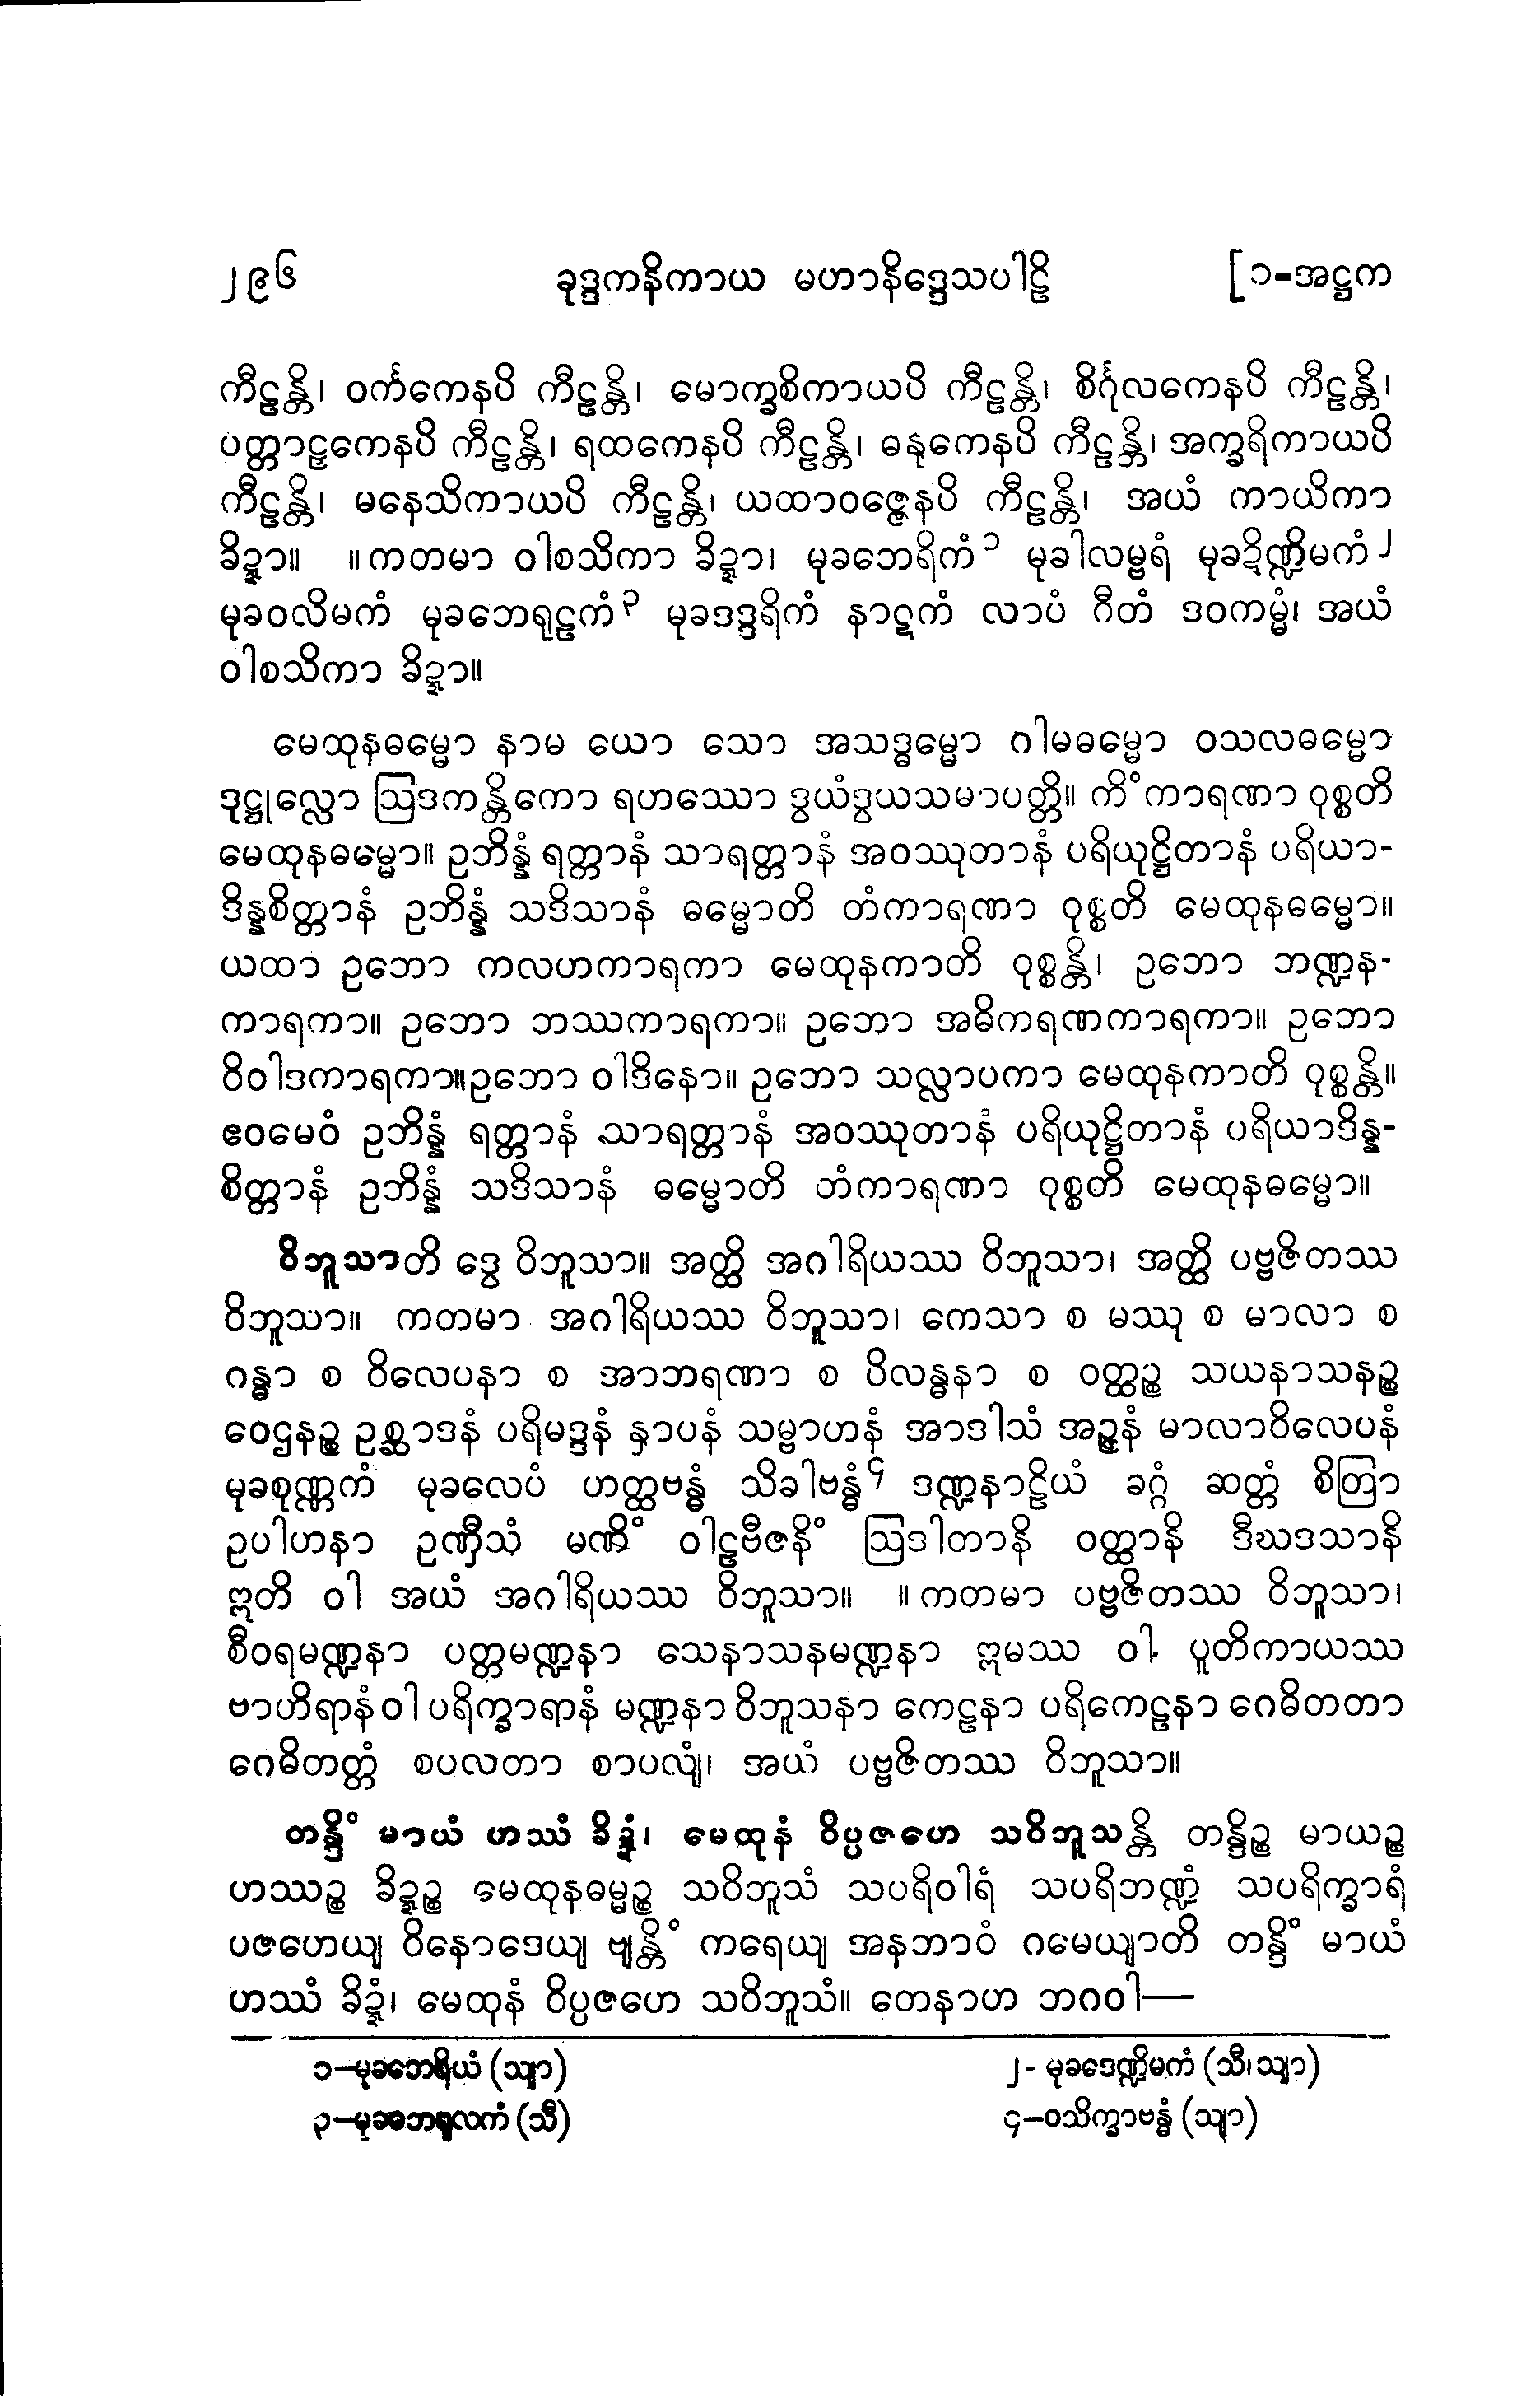 ၂၉၆ ခုဒ္ဒကနိကာယ မဟာနိဒ္ဒေသပါဠိ [၁-အဋ္ဌက
ကီဠန္တိ၊ ဝင်္ကကေနပိ ကီဠန္တိ၊ မောက္ခစိကာယပိ ကီဠန္တိ၊ စိင်္ဂုလကေနပိ ကီဠန္တိ၊
ပတ္တာဠှကေနပိ ကီဠန္တိ၊ ရထကေနပိ ကီဠန္တိ၊ ဓနုကေနပိ ကီဠန္တိ၊ အက္ခရိကာယပိ
ကီဠန္တိ၊ မနေသိကာယပိ ကီဠန္တိ၊ ယထာဝဇ္ဇေနပိ ကီဠန္တိ၊ အယံ ကာယိကာ
ခိဍ္ဍာ။ ။ကတမာ ဝါစသိကာ ခိဍ္ဍာ၊ မုခဘေရိကံ၁ မုခါလမ္ဗရံ မုခဍိဏ္ဍိမကံ၂
မုခဝလိမကံ မုခဘေရုဠကံ၃ မုခဒဒ္ဒရိကံ နာဋကံ လာပံ ဂီတံ ဒဝကမ္မံ၊ အယံ
ဝါစသိကာ ခိဍ္ဍာ။
မေထုနဓမ္မော နာမ ယော သော အသဒ္ဓမ္မော ဂါမဓမ္မော ဝသလဓမ္မော
ဒုဋ္ဌုလ္လော ဩဒကန္တိကော ရဟဿော ဒွယံဒွယသမာပတ္တိ။ ကိံကာရဏာ ဝုစ္စတိ
မေထုနဓမ္မော။ ဥဘိန္နံ ရတ္တာနံ သာရတ္တာနံ အဝဿုတာနံ ပရိယုဋ္ဌိတာနံ ပရိယာ-
ဒိန္နစိတ္တာနံ ဥဘိန္နံ သဒိသာနံ ဓမ္မောတိ တံကာရဏာ ဝုစ္စတိ မေထုနဓမ္မော။
ယထာ ဥဘော ကလဟကာရကာ မေထုနကာတိ ဝုစ္စန္တိ၊ ဥဘော ဘဏ္ဍန-
ကာရကာ။ ဥဘော ဘဿကာရကာ။ ဥဘော အဓိကရဏကာရကာ။ ဥဘော
ဝိဝါဒကာရကာ။ဥဘော ဝါဒိနော။ ဥဘော သလ္လာပကာ မေထုနကာတိ ဝုစ္စန္တိ။
ဧဝမေဝံ ဥဘိန္နံ ရတ္တာနံ သာရတ္တာနံ အဝဿုတာနံ ပရိယုဋ္ဌိတာနံ ပရိယာဒိန္န-
စိတ္တာနံ ဥဘိန္နံ သဒိသာနံ ဓမ္မောတိ တံကာရဏာ ဝုစ္စတိ မေထုနဓမ္မော။
ဝိဘူသာတိ ဒွေ ဝိဘူသာ။ အတ္ထိ အဂါရိယဿ ဝိဘူသာ၊ အတ္ထိ ပဗ္ဗဇိတဿ
ဝိဘူသာ။ ကတမာ အဂါရိယဿ ဝိဘူသာ၊ ကေသာ စ မဿု စ မာလာ စ
ဂန္ဓာ စ ဝိလေပနာ စ အာဘရဏာ စ ပိလန္ဓနာ စ ဝတ္ထဉ္စ သယနာသနဉ္စ
ဝေဌနဉ္စ ဥစ္ဆာဒနံ ပရိမဒ္ဒနံ နှာပနံ သမ္ဗာဟနံ အာဒါသံ အဉ္ဇနံ မာလာဝိလေပနံ
မုခစုဏ္ဏကံ မုခလေပံ ဟတ္ထဗန္ဓံ သိခါဗန္ဓံ၄ ဒဏ္ဍနာဠိယံ ခဂ္ဂံ ဆတ္တံ စိတြာ
ဥပါဟနာ ဥဏှီသံ မဏိံ ဝါဠဗီဇနိံ ဩဒါတာနိ ဝတ္ထာနိ ဒီဃဒသာနိ
ဣတိ ဝါ အယံ အဂါရိယဿ ဝိဘူသာ။ ။ကတမာ ပဗ္ဗဇိတဿ ဝိဘူသာ၊
စီဝရမဏ္ဍနာ ပတ္တမဏ္ဍနာ သေနာသနမဏ္ဍနာ ဣမဿ ဝါ ပူတိကာယဿ
ဗာဟိရာနံဝါ ပရိက္ခာရာနံ မဏ္ဍနာ ဝိဘူသနာ ကေဠနာ ပရိကေဠနာ ဂေဓိတတာ
ဂေဓိတတ္တံ စပလတာ စာပလျံ၊ အယံ ပဗ္ဗဇိတဿ ဝိဘူသာ။
တန္ဒိံ မာယံ ဟဿံ ခိဍ္ဍံ၊ မေထုနံ ဝိပ္ပဇဟေ သဝိဘူသန္တိ တန္ဒိဉ္စ မာယဉ္စ
ဟဿဉ္စ ခိဍ္ဍဉ္စ မေထုနဓမ္မဉ္စ သဝိဘူသံ သပရိဝါရံ သပရိဘဏ္ဍံ သပရိက္ခာရံ
ပဇဟေယျ ဝိနောဒေယျ ဗျန္တိံ ကရေယျ အနဘာဝံ ဂမေယျာတိ တန္ဒိံ မာယံ
ဟဿံ ခိဍ္ဍံ၊ မေထုနံ ဝိပ္ပဇဟေ သဝိဘူသံ။ တေနာဟ ဘဂဝါ—
၁—မုခဘေရိယံ (သျာ) ၂- မုခဒေဏ္ဍိမကံ (သီ၊သျာ)
၃—မုခဘေရူလကံ (သီ) ၄—ဝသိက္ခာဗန္ဓံ (သျာ)